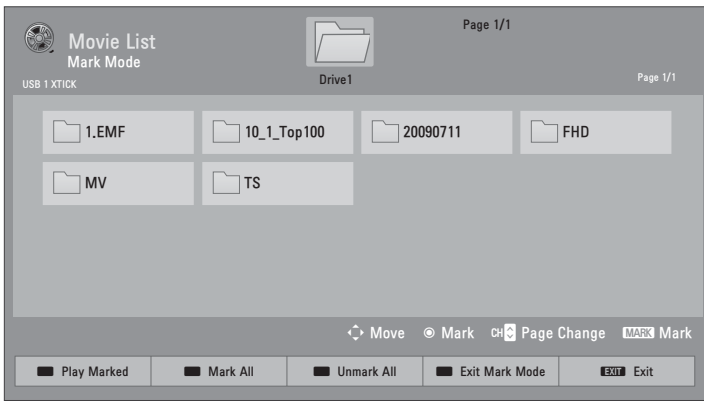 Page 1/1
Movie List
Mark Mode
USB 1 XTICK
Drive1
Page 1/1
1.EMF
10_1_Top100
20090711
FHD
MV
TS
Move Mark CH Page Change MARK Mark
Play Marked Mark All Unmark All Exit Mark Mode EXIT Exit